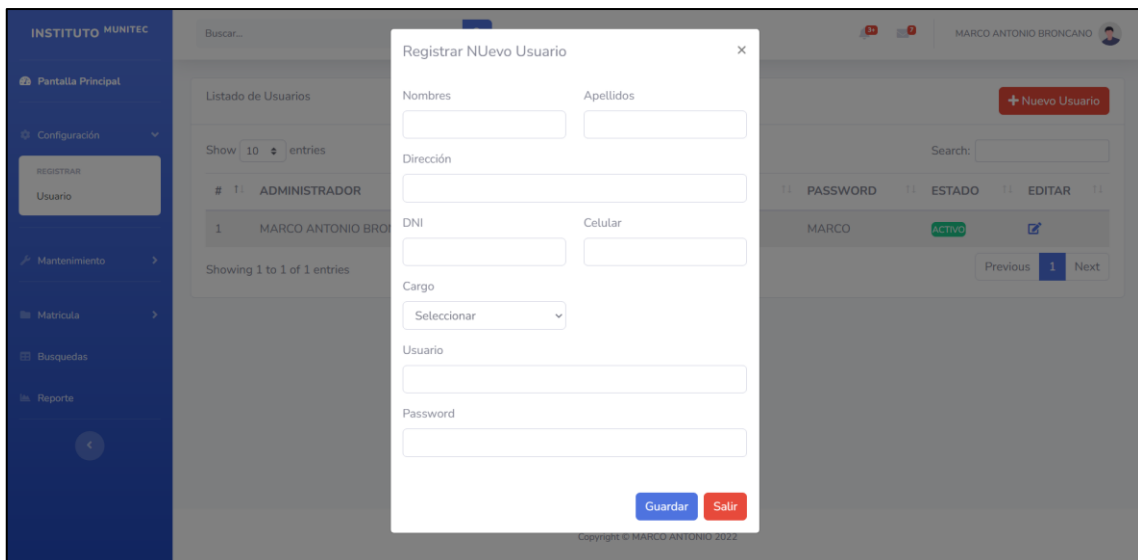 INSTITUTO MUNITEC
Buscar...
3+
7
MARCO ANTONIO BRONCANO
Pantalla Principal
Configuración
REGISTRAR
Usuario
Mantenimiento
Matricula
Busquedas
Reporte
Listado de Usuarios
+ Nuevo Usuario
Show 10 entries
Search:
# ADMINISTRADOR PASSWORD ESTADO EDITAR
1 MARCO ANTONIO BRO MARCO ACTIVO
Showing 1 to 1 of 1 entries
Previous 1 Next
Registrar NUevo Usuario ×
Nombres Apellidos
Dirección
DNI Celular
Cargo
Seleccionar
Usuario
Password
Guardar Salir
Copyright © MARCO ANTONIO 2022